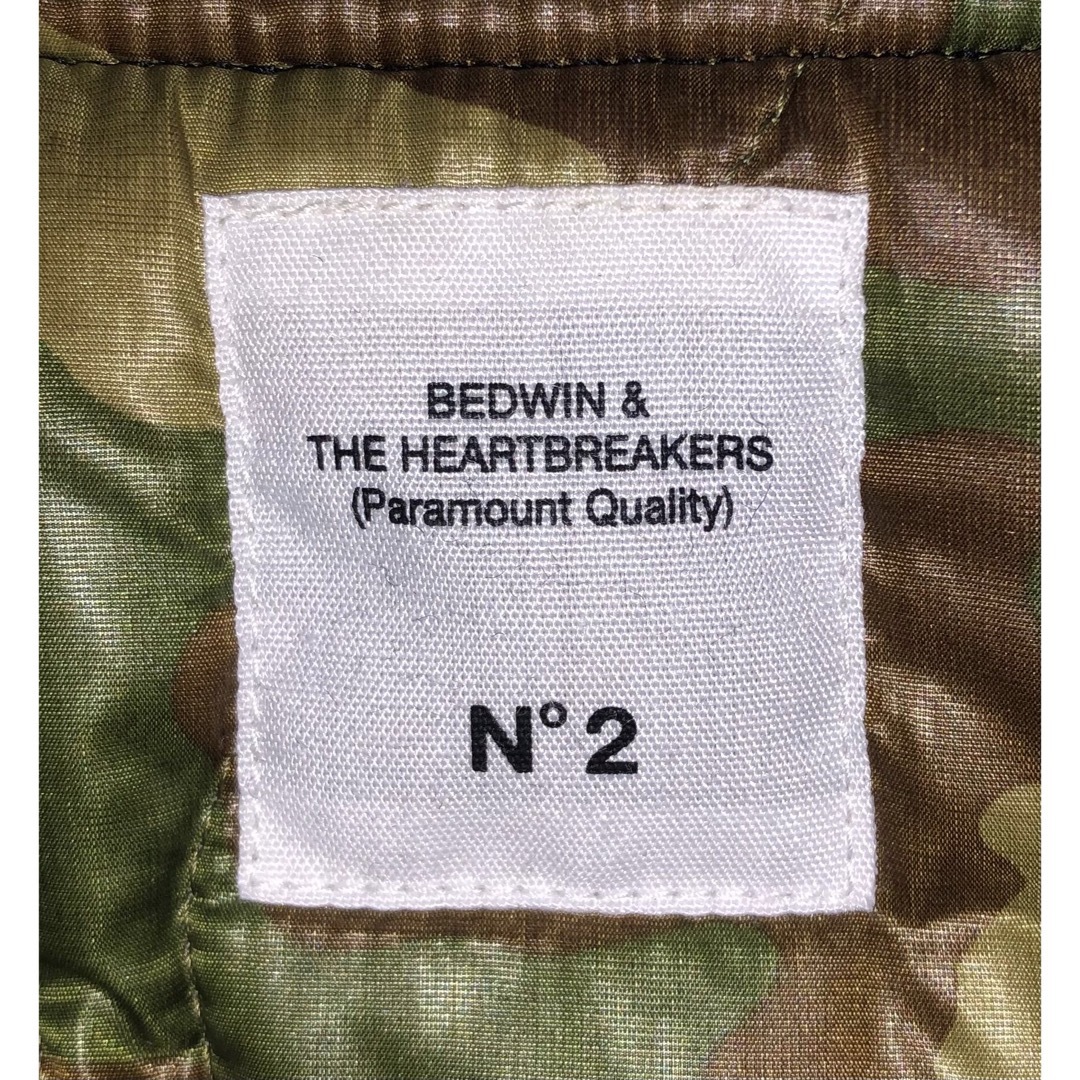 BEDWIN &
THE HEARTBREAKERS
(Paramount Quality)
N° 2